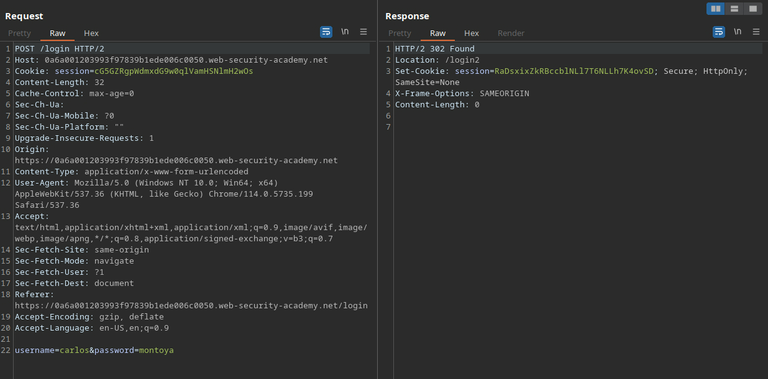 Request
Response
Pretty Raw Hex
\n
Pretty Raw Hex Render
\n
1 POST /login HTTP/2
2 Host: 0a6a001203993f97839b1ede006c0050.web-security-academy.net
3 Cookie: session=cG5GZRgpWdmxdG9w0qlVamHSNlmH2wOs
4 Content-Length: 32
5 Cache-Control: max-age=0
6 Sec-Ch-Ua:
7 Sec-Ch-Ua-Mobile: ?0
8 Sec-Ch-Ua-Platform: ""
9 Upgrade-Insecure-Requests: 1
10 Origin:
https://0a6a001203993f97839b1ede006c0050.web-security-academy.net
11 Content-Type: application/x-www-form-urlencoded
12 User-Agent: Mozilla/5.0 (Windows NT 10.0; Win64; x64)
AppleWebKit/537.36 (KHTML, like Gecko) Chrome/114.0.5735.199
Safari/537.36
13 Accept:
text/html,application/xhtml+xml,application/xml;q=0.9,image/avif,image/
webp,image/apng,*/*;q=0.8,application/signed-exchange;v=b3;q=0.7
14 Sec-Fetch-Site: same-origin
15 Sec-Fetch-Mode: navigate
16 Sec-Fetch-User: ?1
17 Sec-Fetch-Dest: document
18 Referer:
https://0a6a001203993f97839b1ede006c0050.web-security-academy.net/login
19 Accept-Encoding: gzip, deflate
20 Accept-Language: en-US,en;q=0.9
21
22 username=carlos&password=montoya
1 HTTP/2 302 Found
2 Location: /login2
3 Set-Cookie: session=RaDsxixZkRBccblNLl7T6NLLh7K4ovSD; Secure; HttpOnly;
SameSite=None
4 X-Frame-Options: SAMEORIGIN
5 Content-Length: 0
6
7